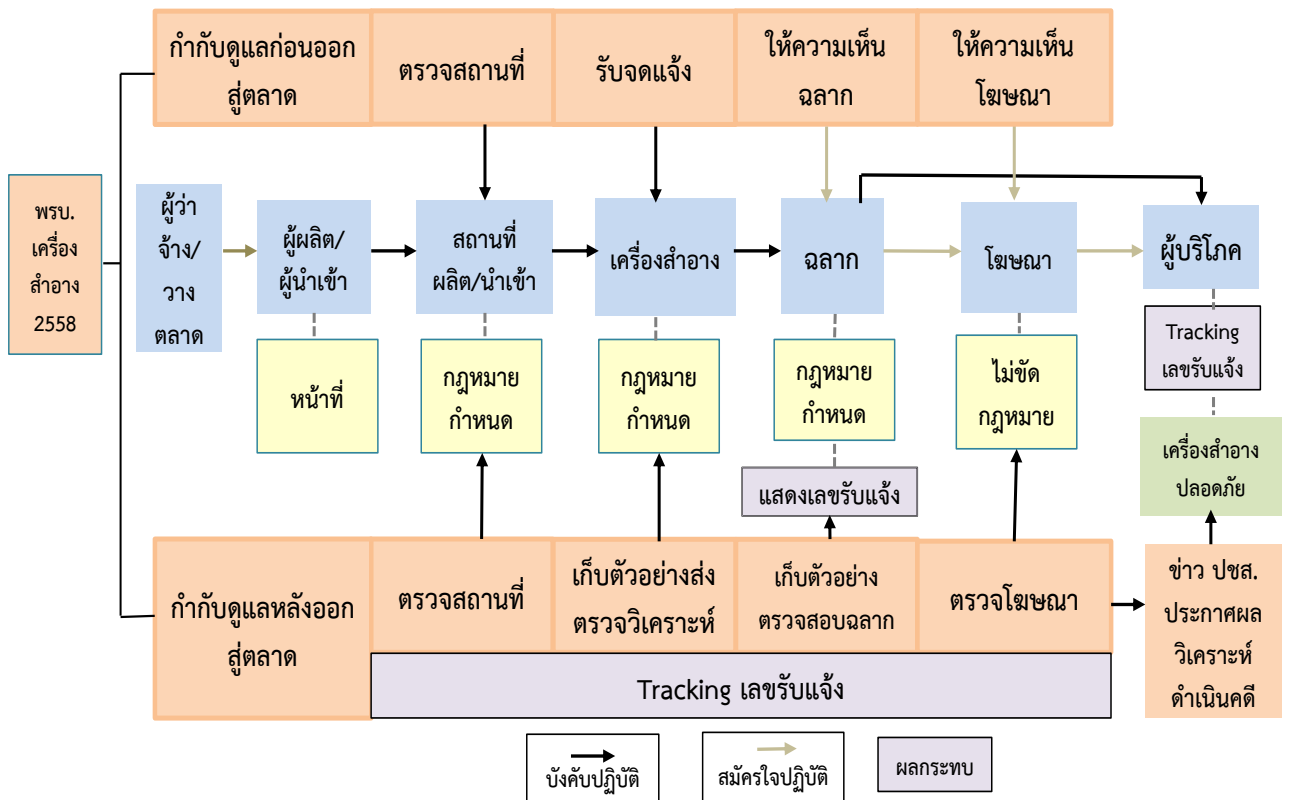 กำกับดูแลก่อนออก
สู่ตลาด
ตรวจสถานที่
รับจดแจ้ง
ให้ความเห็น
ฉลาก
ให้ความเห็น
โฆษณา
พรบ.
เครื่อง
สำอาง
2558
ผู้ว่า
จ้าง/
วาง
ตลาด
ผู้ผลิต/
ผู้นำเข้า
สถานที่
ผลิต/นำเข้า
เครื่องสำอาง
ฉลาก
โฆษณา
ผู้บริโภค
หน้าที่
กฎหมาย
กำหนด
กฎหมาย
กำหนด
กฎหมาย
กำหนด
ไม่ขัด
กฎหมาย
Tracking
เลขรับแจ้ง
แสดงเลขรับแจ้ง
เครื่องสำอาง
ปลอดภัย
กำกับดูแลหลังออก
สู่ตลาด
ตรวจสถานที่
เก็บตัวอย่างส่ง
ตรวจวิเคราะห์
เก็บตัวอย่าง
ตรวจสอบฉลาก
ตรวจโฆษณา
ข่าว ปชส.
ประกาศผล
วิเคราะห์
ดำเนินคดี
Tracking เลขรับแจ้ง
บังคับปฏิบัติ
สมัครใจปฏิบัติ
ผลกระทบ